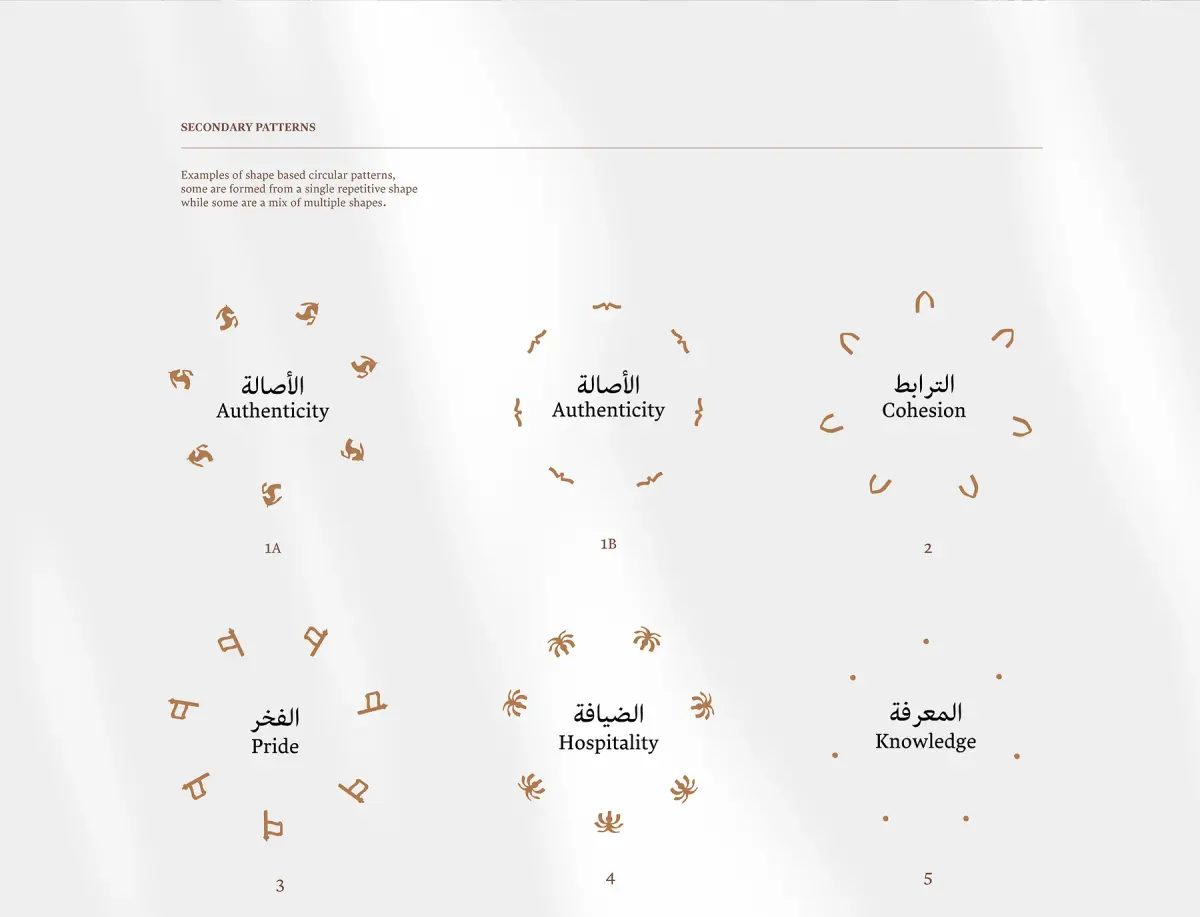 SECONDARY PATTERNS
Examples of shape based circular patterns,
some are formed from a single repetitive shape
while some are a mix of multiple shapes.
الأصالة
Authenticity
1A
الأصالة
Authenticity
1B
الترابط
Cohesion
2
الفخر
Pride
3
الضيافة
Hospitality
4
المعرفة
Knowledge
5